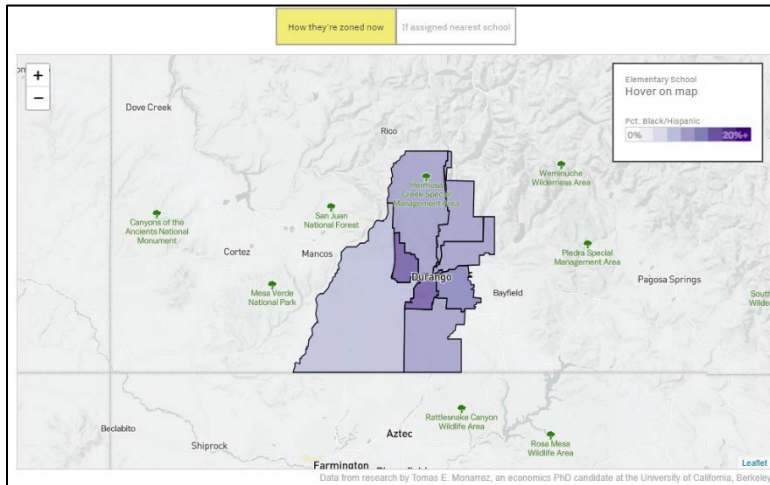 How they're zoned now
If assigned nearest school
+
−
Elementary School
Hover on map
Pct. Black/Hispanic
0%
20%+
Dove Creek
Rico
Hermosa
Creek Special
Management Area
Weminuche
Wilderness Area
Canyons of the
Ancients National
Monument
San Juan
National Forest
Cortez
Mancos
Piedra Special
Management Area
Durango
Pagosa Springs
Mesa Verde
National Park
Bayfield
South
Wilde
Rattlesnake Canyon
Wildlife Area
Beclabito
Aztec
Shiprock
Rosa Mesa
Wildlife Area
Farmington
Leaflet
Data from research by Tomas E. Monarrez, an economics PhD candidate at the University of California, Berkeley